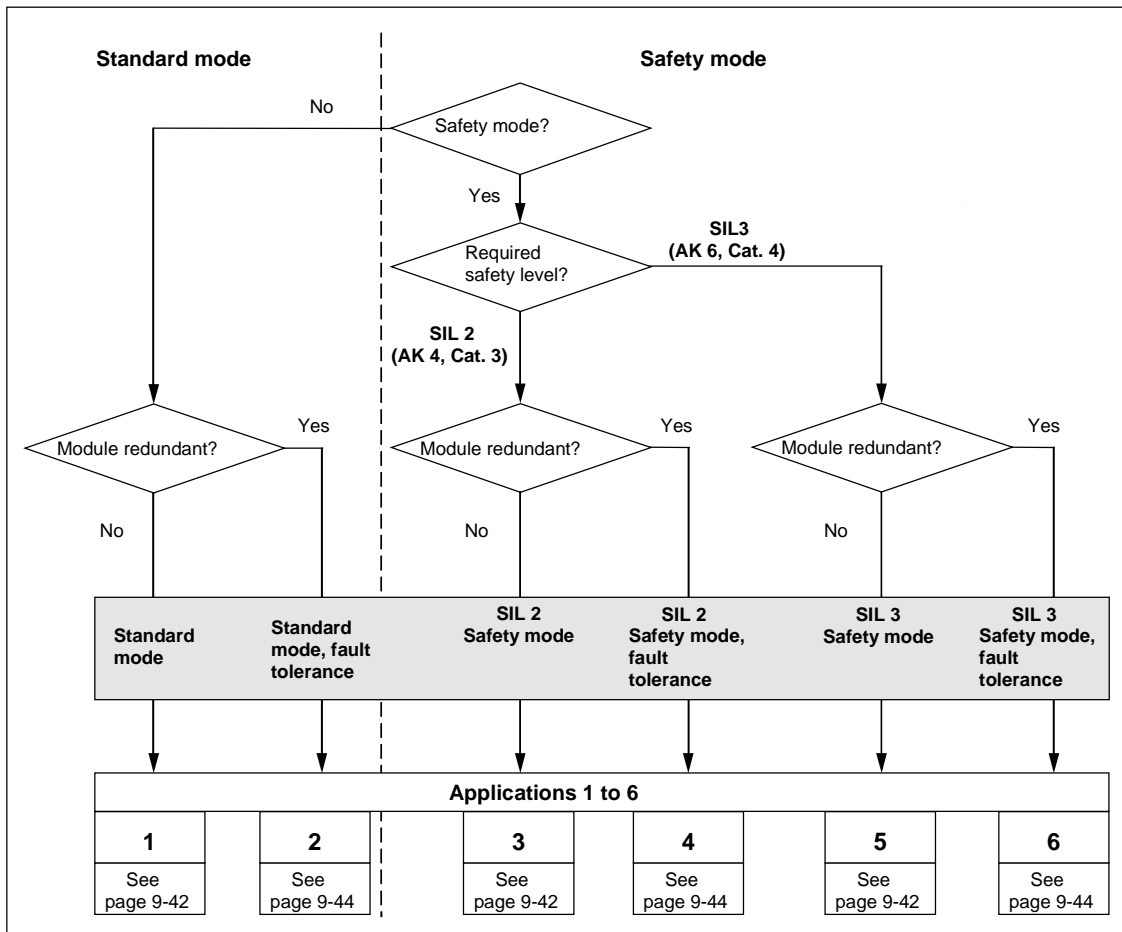 Standard mode
Safety mode
No
Safety mode?
Yes
SIL3
(AK 6, Cat. 4)
Required
safety level?
SIL 2
(AK 4, Cat. 3)
Module redundant?
Yes
No
Module redundant?
Yes
No
Module redundant?
Yes
No
Standard
mode
Standard
mode, fault
tolerance
SIL 2
Safety mode
SIL 2
Safety mode,
fault
tolerance
SIL 3
Safety mode
SIL 3
Safety mode,
fault
tolerance
Applications 1 to 6
1
See
page 9-42
2
See
page 9-44
3
See
page 9-42
4
See
page 9-44
5
See
page 9-42
6
See
page 9-44